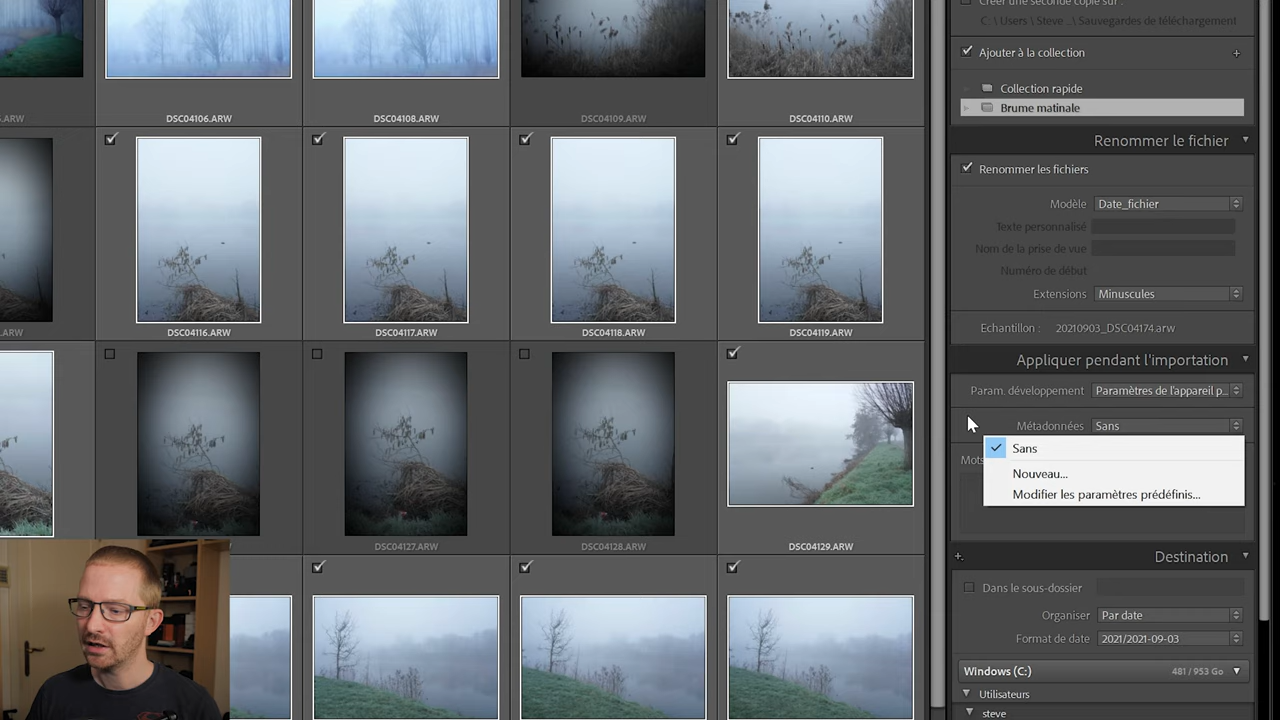 Créer une seconde copie sur :
C:\ Users \ Steve ...\ Sauvegardes de téléchargement
Ajouter à la collection
Collection rapide
Brume matinale
DSC04106.ARW
DSC04108.ARW
DSC04109.ARW
DSC04110.ARW
Renommer le fichier
Renommer les fichiers
Modèle
Date_fichier
Texte personnalisé
Nom de la prise de vue
Numéro de début
Extensions
Minuscules
Echantillon :
20210903_DSC04174.arw
.ARW
DSC04116.ARW
DSC04117.ARW
DSC04118.ARW
DSC04119.ARW
Appliquer pendant l'importation
Param. développement
Paramètres de l'appareil p...
Métadonnées
Sans
Sans
Mots
Nouveau...
Modifier les paramètres prédéfinis...
DSC04127.ARW
DSC04128.ARW
DSC04129.ARW
Destination
Dans le sous-dossier
Organiser
Par date
Format de date
2021/2021-09-03
Windows (C:)
481 / 953 Go
Utilisateurs
steve